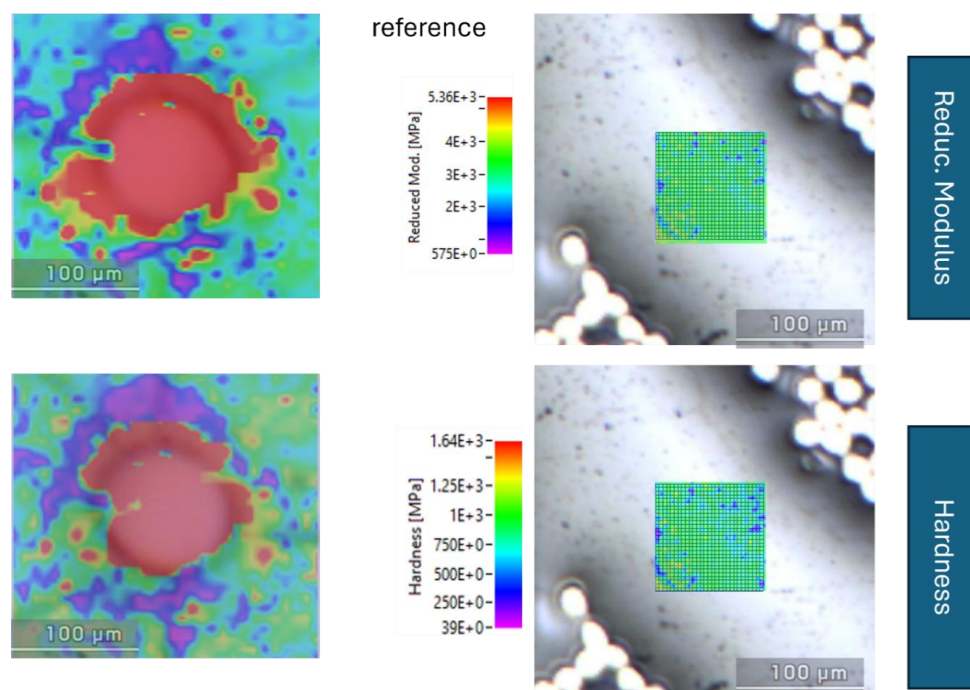 reference
100 µm
5.36E+3
4E+3
3E+3
2E+3
575E+0
Reduced Mod. [MPa]
100 µm
Reduc. Modulus
100 µm
1.64E+3
1.25E+3
1E+3
750E+0
500E+0
250E+0
39E+0
Hardness [MPa]
100 µm
Hardness